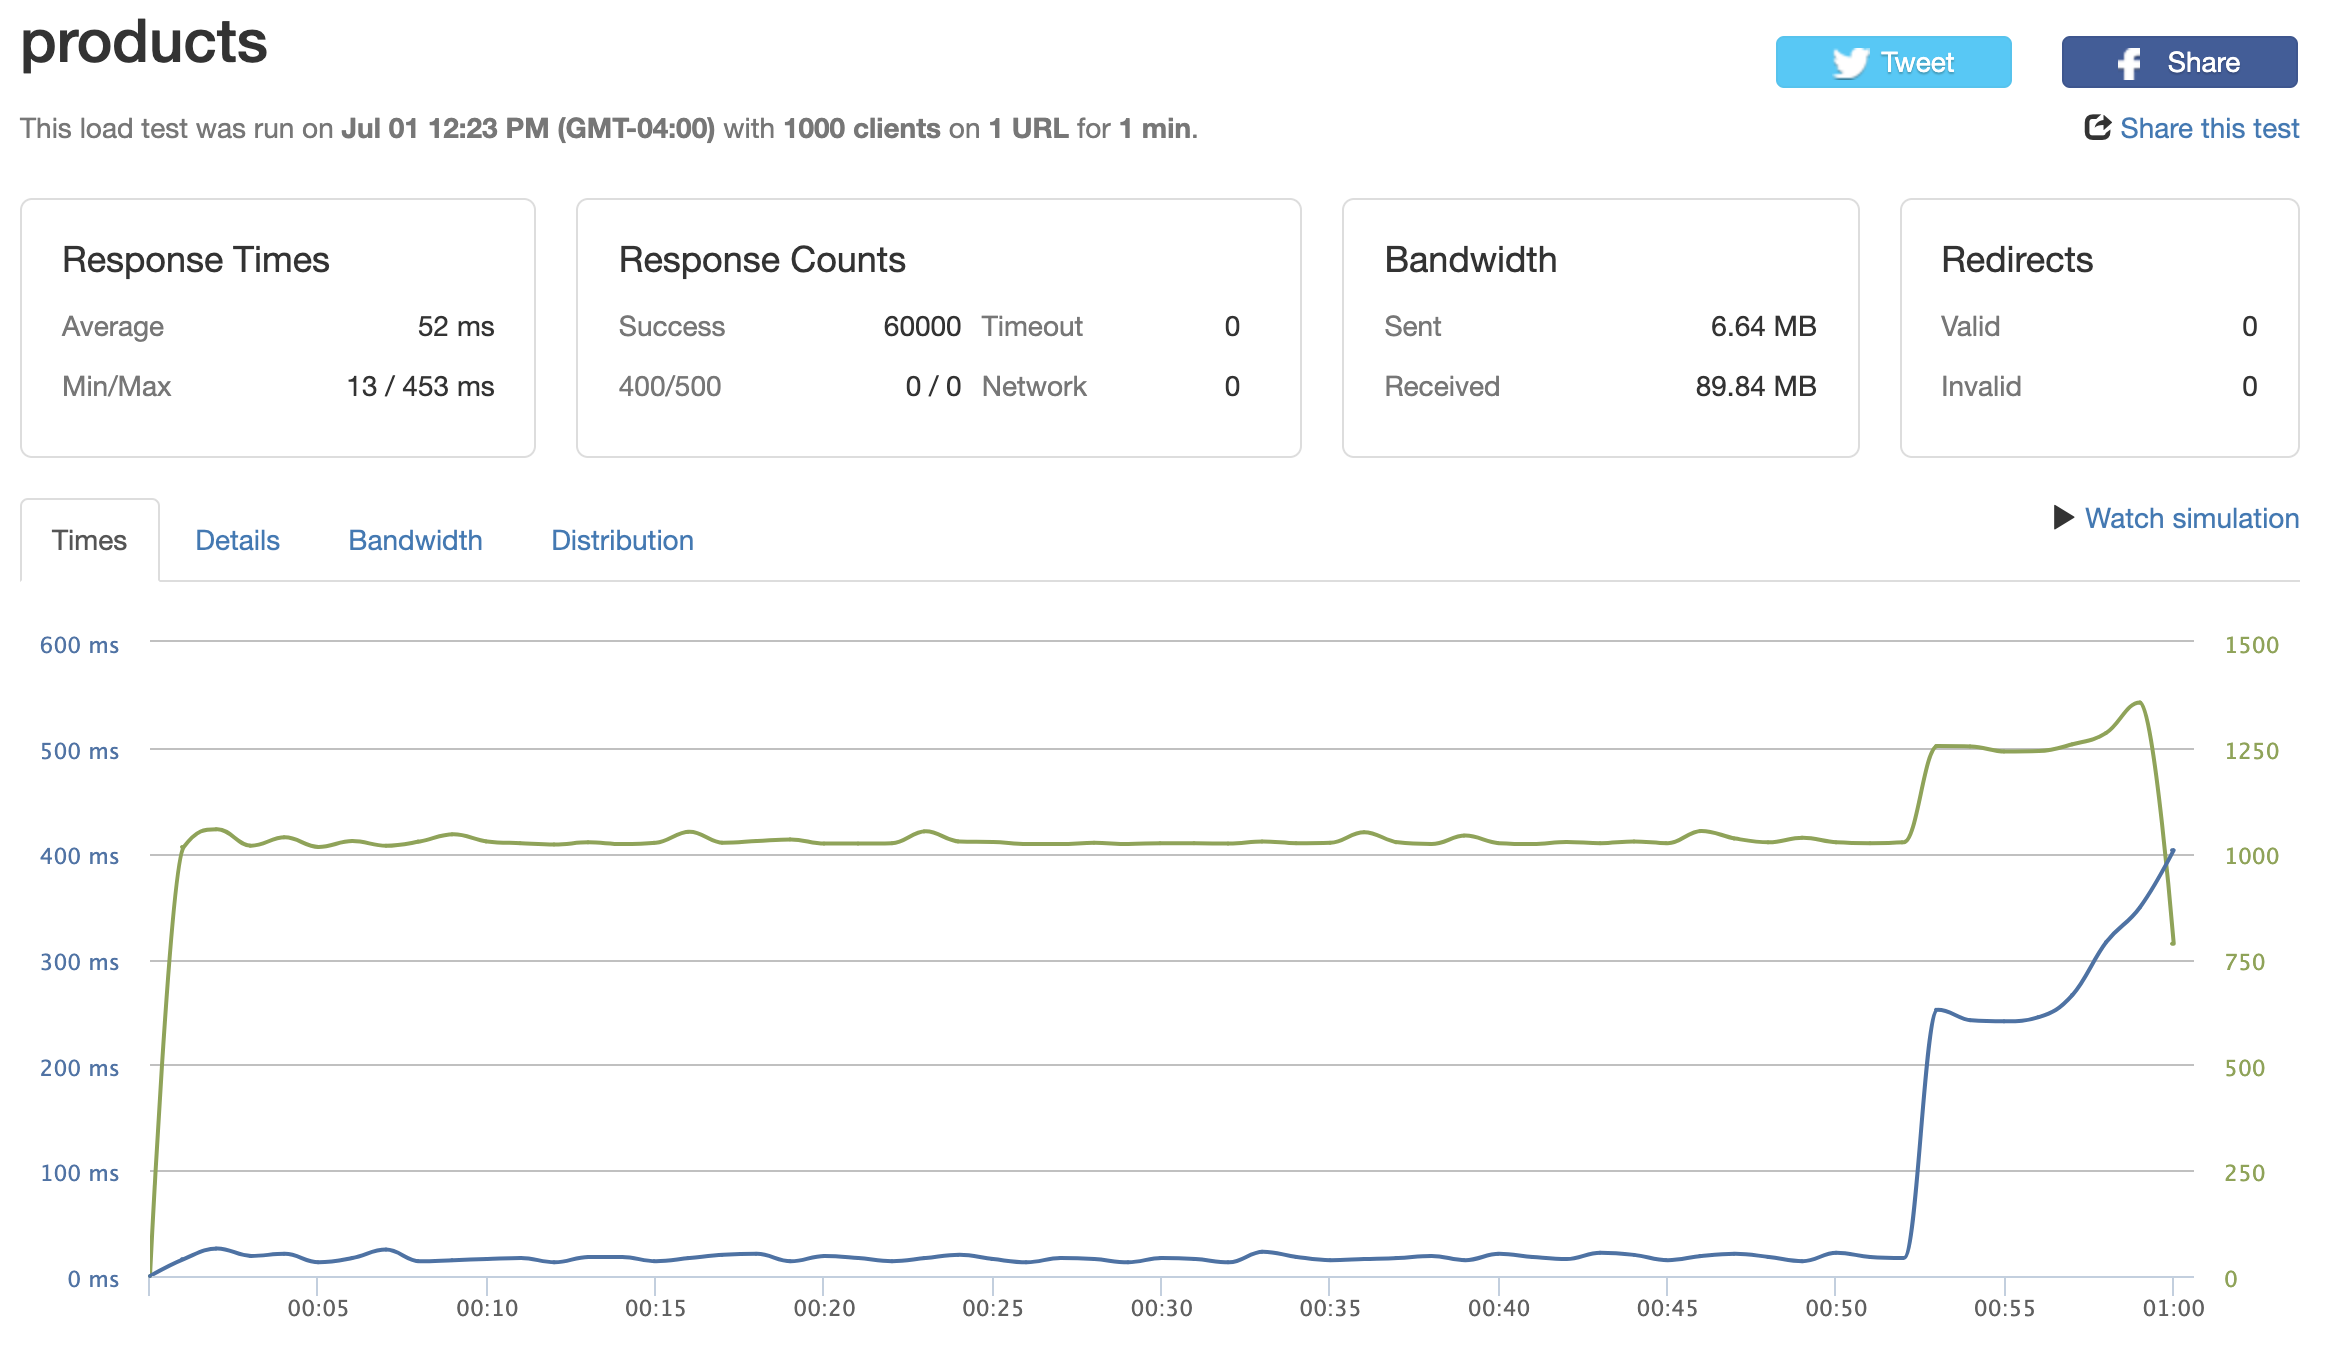 products
Tweet
Share
This load test was run on Jul 01 12:23 PM (GMT-04:00) with 1000 clients on 1 URL for 1 min.
Share this test
Response Times
Average 52 ms
Min/Max 13 / 453 ms
Response Counts
Success 60000 Timeout 0
400/500 0 / 0 Network 0
Bandwidth
Sent 6.64 MB
Received 89.84 MB
Redirects
Valid 0
Invalid 0
Times Details Bandwidth Distribution
Watch simulation
600 ms 1500
500 ms 1250
400 ms 1000
300 ms 750
200 ms 500
100 ms 250
0 ms 0
00:05 00:10 00:15 00:20 00:25 00:30 00:35 00:40 00:45 00:50 00:55 01:00